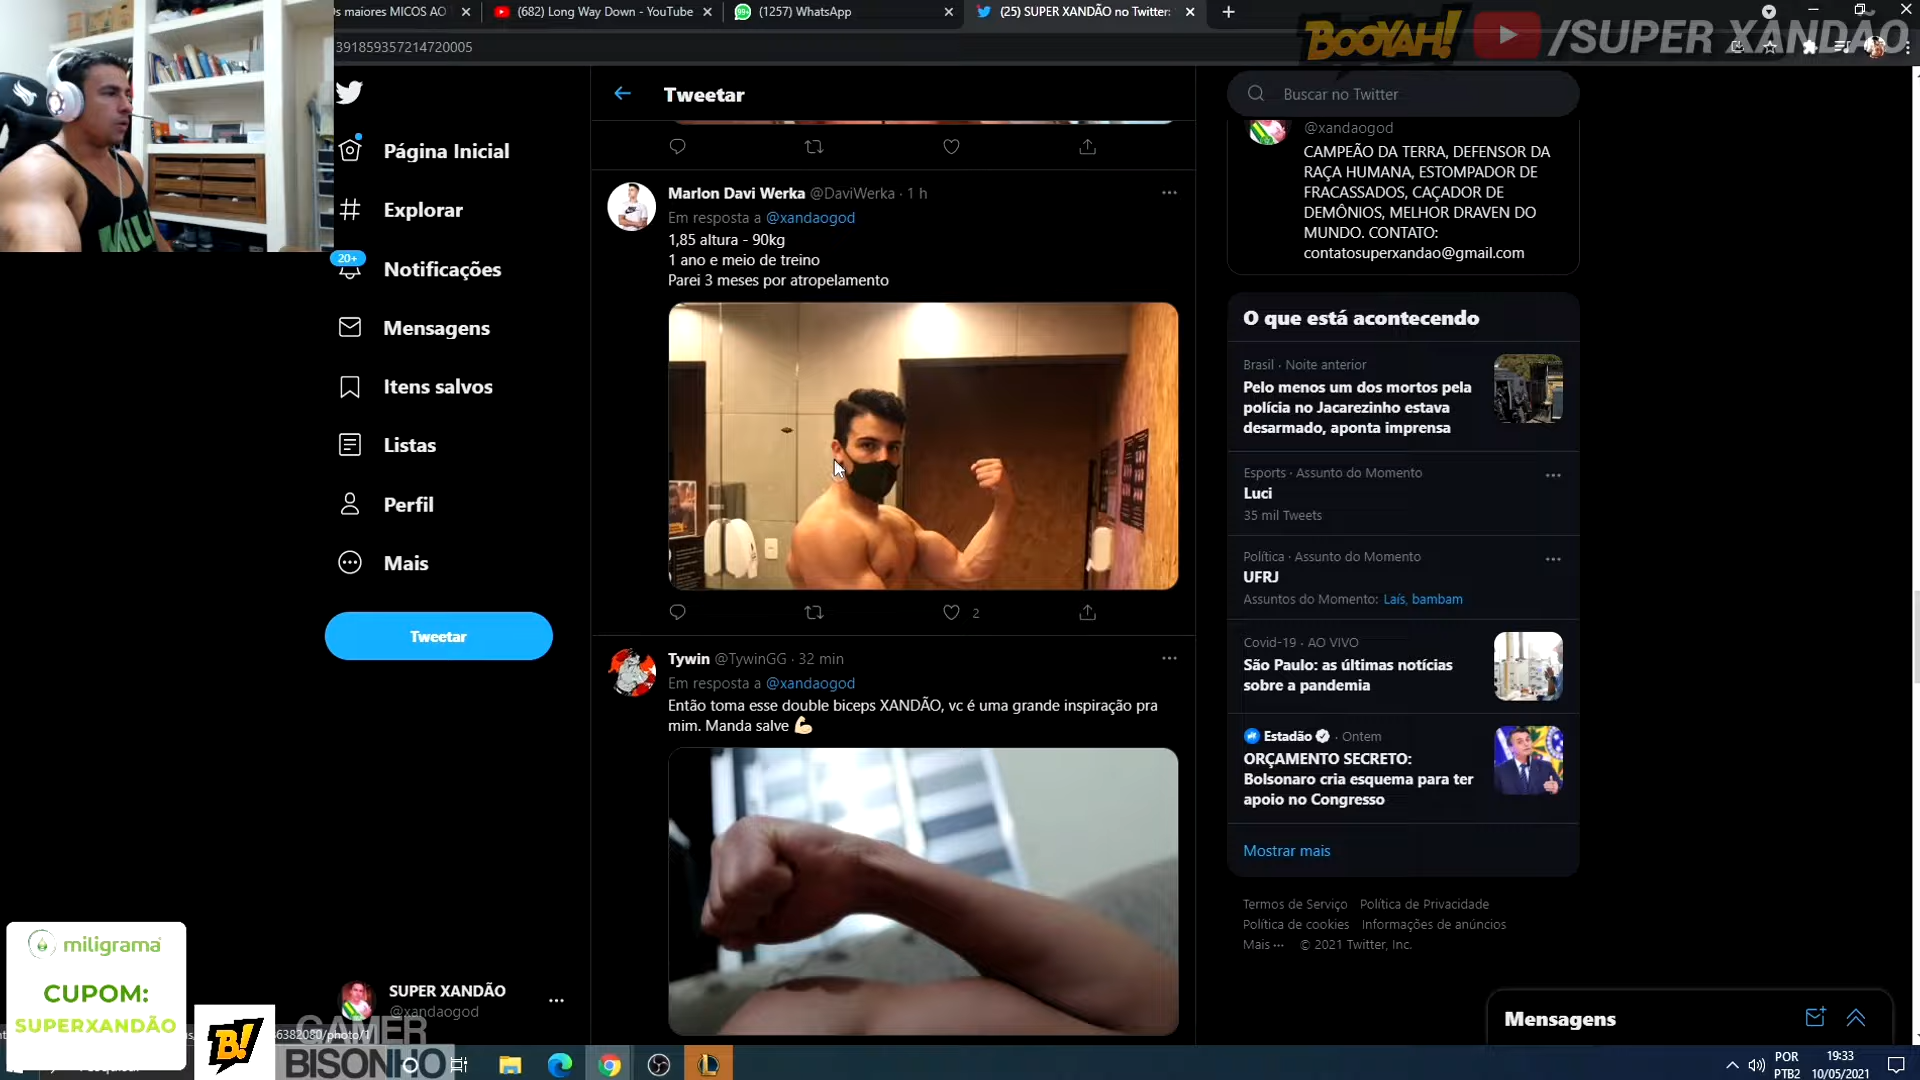 os maiores MICOS AO
(682) Long Way Down - YouTube
(1257) WhatsApp
(25) SUPER XANDÃO no Twitter:
391859357214720005
BOOYAH!
/SUPER XANDÃO
Página Inicial
Explorar
20+
Notificações
Mensagens
Itens salvos
Listas
Perfil
Mais
Tweetar
SUPER XANDÃO
@xandaogod
Tweetar
Marlon Davi Werka @DaviWerka · 1 h
Em resposta a @xandaogod
1,85 altura - 90kg
1 ano e meio de treino
Parei 3 meses por atropelamento
2
Tywin @TywinGG · 32 min
Em resposta a @xandaogod
Então toma esse double biceps XANDÃO, vc é uma grande inspiração pra
mim. Manda salve 💪🏻
Buscar no Twitter
@xandaogod
CAMPEÃO DA TERRA, DEFENSOR DA
RAÇA HUMANA, ESTOMPADOR DE
FRACASSADOS, CAÇADOR DE
DEMÔNIOS, MELHOR DRAVEN DO
MUNDO. CONTATO:
contatosuperxandao@gmail.com
O que está acontecendo
Brasil · Noite anterior
Pelo menos um dos mortos pela
polícia no Jacarezinho estava
desarmado, aponta imprensa
Esports · Assunto do Momento
Luci
35 mil Tweets
Política · Assunto do Momento
UFRJ
Assuntos do Momento: Laís, bambam
Covid-19 · AO VIVO
São Paulo: as últimas notícias
sobre a pandemia
Estadão · Ontem
ORÇAMENTO SECRETO:
Bolsonaro cria esquema para ter
apoio no Congresso
Mostrar mais
Termos de Serviço Política de Privacidade
Política de cookies Informações de anúncios
Mais ··· © 2021 Twitter, Inc.
Mensagens
miligrama
CUPOM:
SUPERXANDÃO
B!
6382080/photo/1
GAMER
BISONHO
POR
PTB2
19:33
10/05/2021